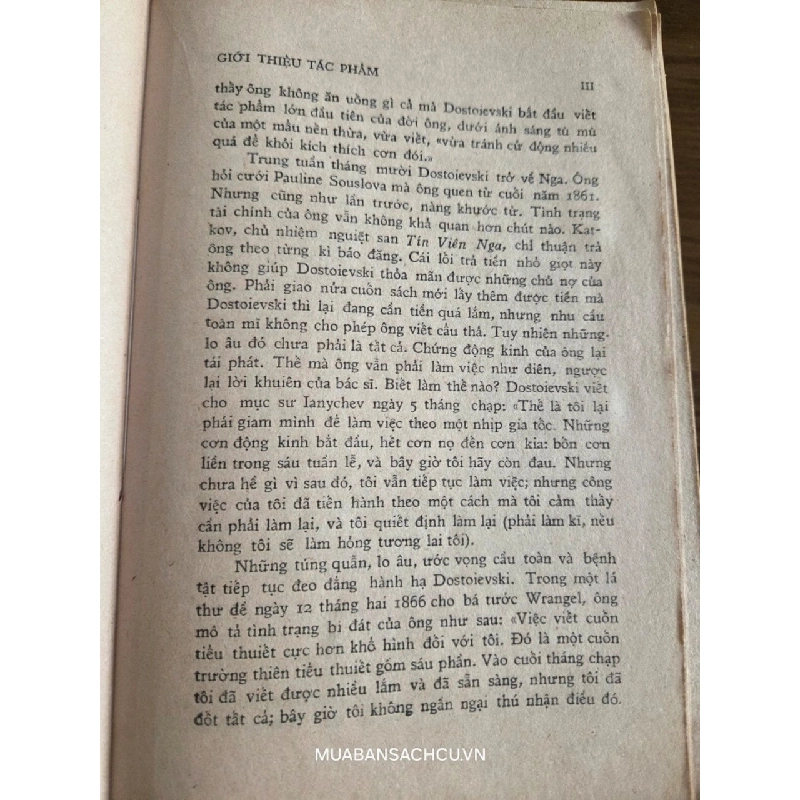 GIỚI THIỆU TÁC PHẨM
III
thầy ông không ăn uống gì cả mà Dostoievski bắt đầu viết
tác phẩm lớn đầu tiên của đời ông, dưới ánh sáng tù mù
của một mẩu nến thừa, vừa viết, «vừa tránh cử động nhiều
quá để khỏi kích thích cơn đói.»
Trung tuần tháng mười Dostoievski trở về Nga. Ông
hỏi cưới Pauline Souslova mà ông quen từ cuối năm 1861.
Nhưng cũng như lần trước, nàng khước từ. Tình trạng
tài chính của ông vẫn không khả quan hơn chút nào. Kat-
kov, chủ nhiệm nguiệt san Tín Viên Nga, chỉ thuận trả
ông theo từng kì báo đăng. Cái lối trả tiền nhỏ giọt này
không giúp Dostoievski thỏa mãn được những chủ nợ của
ông. Phải giao nửa cuốn sách mới lấy thêm được tiền mà
Dostoievski thì lại đang cần tiền quá lắm, nhưng nhu cầu
toàn mĩ không cho phép ông viết cẩu thả. Tuy nhiên những
lo âu đó chưa phải là tất cả. Chứng động kinh của ông lại
tái phát. Thế mà ông vẫn phải làm việc như điên, ngược
lại lời khuiên của bác sĩ. Biết làm thế nào? Dostoievski viết
cho mục sư Ianychev ngày 5 tháng chạp: «Thế là tôi lại
phải giam mình để làm việc theo một nhịp gia tốc. Những
cơn động kinh bắt đầu, hết cơn nọ đến cơn kia: bốn cơn
liền trong sáu tuần lễ, và bây giờ tôi hãy còn đau. Nhưng
chưa hề gì vì sau đó, tôi vẫn tiếp tục làm việc; nhưng công
việc của tôi đã tiến hành theo một cách mà tôi cảm thấy
cần phải làm lại, và tôi quiết định làm lại (phải làm kĩ, nếu
không tôi sẽ làm hỏng tương lai tôi).
Những túng quẫn, lo âu, ước vọng cầu toàn và bệnh
tật tiếp tục đeo đẳng hành hạ Dostoievski. Trong một lá
thư đề ngày 12 tháng hai 1866 cho bá tước Wrangel, ông
mô tả tình trạng bi đát của ông như sau: «Việc viết cuốn
tiểu thuiết cực hơn khổ hình đối với tôi. Đó là một cuốn
trường thiên tiểu thuiết gồm sáu phần. Vào cuối tháng chạp
tôi đã viết được nhiều lắm và đã sẵn sàng, nhưng tôi đã
đốt tất cả; bây giờ tôi không ngần ngại thú nhận điều đó.
MUABANSACHCU.VN